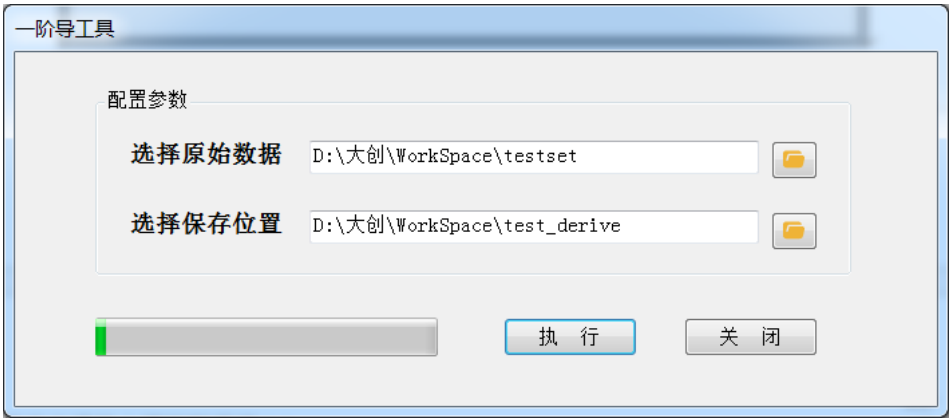 一阶导工具
配置参数
选择原始数据 D:\大创\WorkSpace\testset
选择保存位置 D:\大创\WorkSpace\test_derive
执 行 关 闭